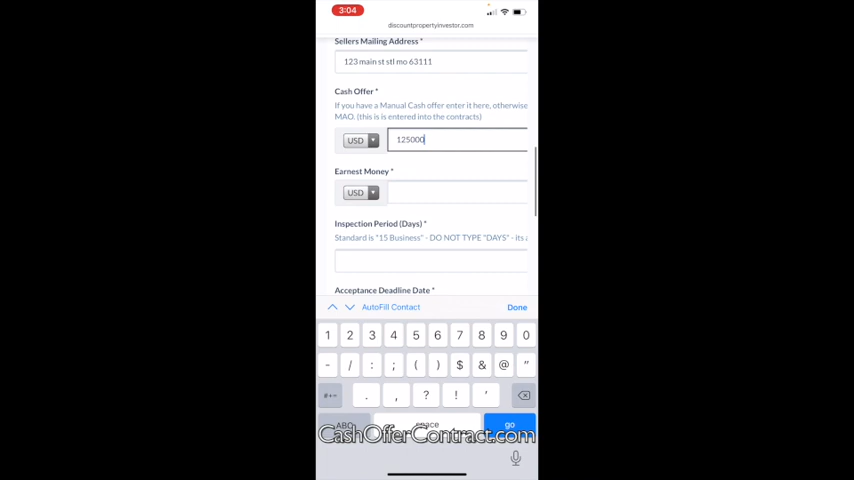 3:04
discountpropertyinvestor.com
Sellers Mailing Address *
123 main st stl mo 63111
Cash Offer *
If you have a Manual Cash offer enter it here, otherwise
MAO. (this is is entered into the contracts)
USD 125000
Earnest Money *
USD
Inspection Period (Days) *
Standard is "15 Business" - DO NOT TYPE "DAYS" - its a
Acceptance Deadline Date *
AutoFill Contact Done
1 2 3 4 5 6 7 8 9 0
- / : ; ( ) $ & @ "
#+= . , ? ! '
ABC space go
CashOfferContract.com